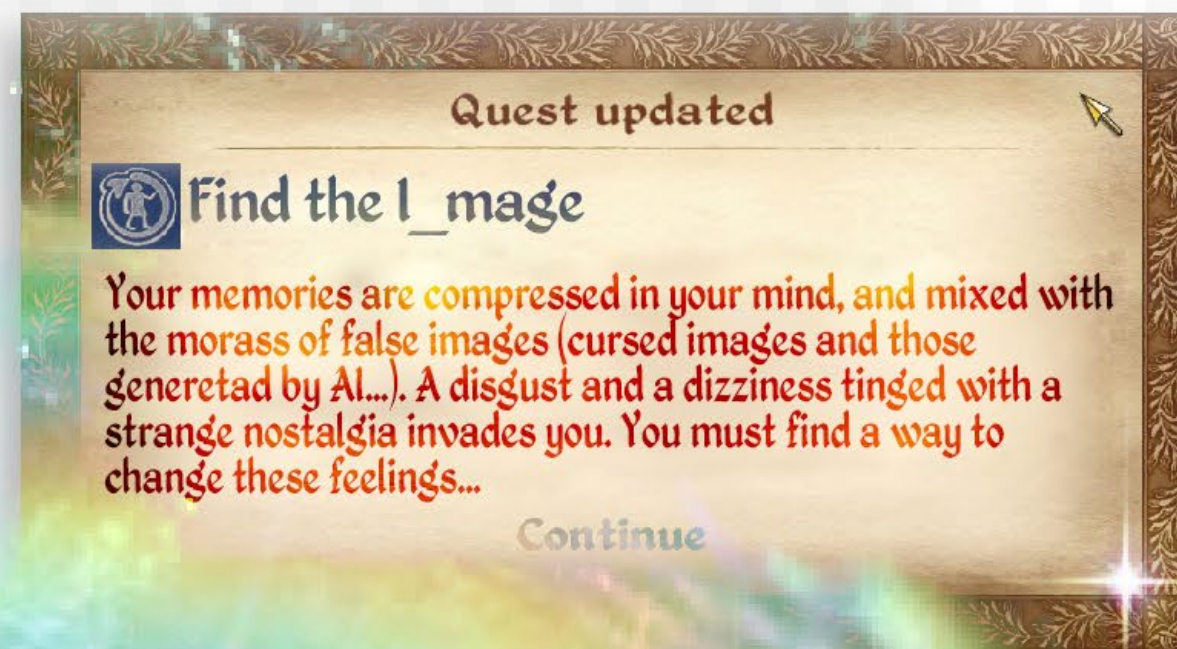 Quest updated
Find the I_mage
Your memories are compressed in your mind, and mixed with
the morass of false images (cursed images and those
generetad by AI...). A disgust and a dizziness tinged with a
strange nostalgia invades you. You must find a way to
change these feelings...
Continue